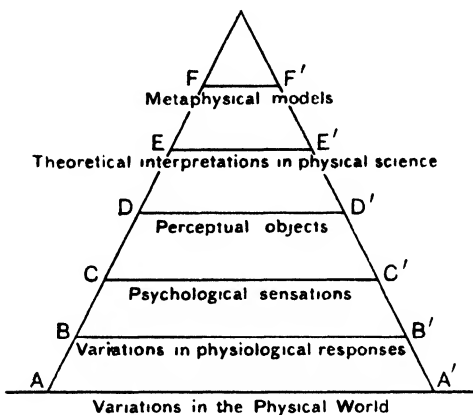 F F′
Metaphysical models
E E′
Theoretical interpretations in physical science
D D′
Perceptual objects
C C′
Psychological sensations
B B′
Variations in physiological responses
A A′
Variations in the Physical World